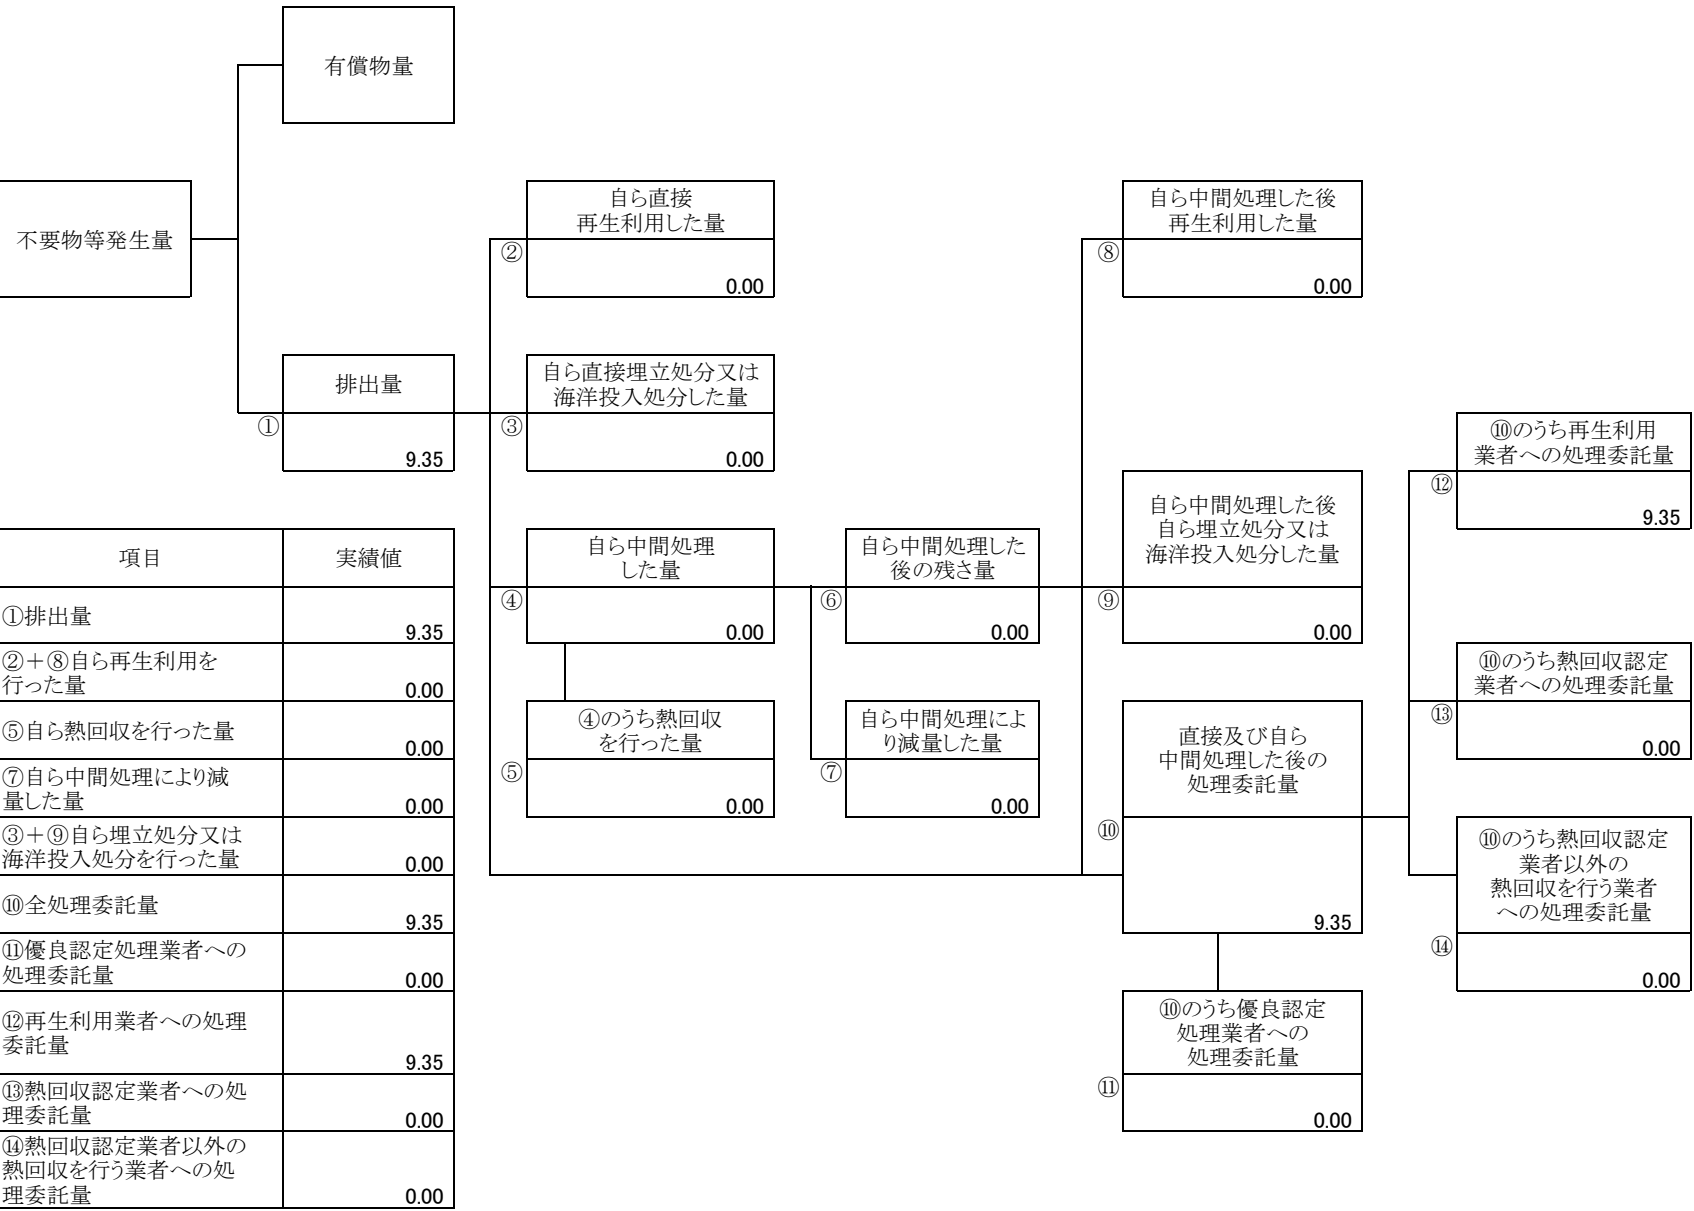 有償物量
不要物等発生量
排出量
①
9.35
自ら直接
再生利用した量
②
0.00
自ら直接埋立処分又は
海洋投入処分した量
③
0.00
自ら中間処理
した量
④
0.00
④のうち熱回収
を行った量
⑤
0.00
自ら中間処理した
後の残さ量
⑥
0.00
自ら中間処理によ
り減量した量
⑦
0.00
自ら中間処理した後
再生利用した量
⑧
0.00
自ら中間処理した後
自ら埋立処分又は
海洋投入処分した量
⑨
0.00
直接及び自ら
中間処理した後の
処理委託量
⑩
9.35
⑩のうち優良認定
処理業者への
処理委託量
⑪
0.00
⑩のうち再生利用
業者への処理委託量
⑫
9.35
⑩のうち熱回収認定
業者への処理委託量
⑬
0.00
⑩のうち熱回収認定
業者以外の
熱回収を行う業者
への処理委託量
⑭
0.00
項目 実績値
①排出量
9.35
②＋⑧自ら再生利用を
行った量
0.00
⑤自ら熱回収を行った量
0.00
⑦自ら中間処理により減
量した量
0.00
③＋⑨自ら埋立処分又は
海洋投入処分を行った量
0.00
⑩全処理委託量
9.35
⑪優良認定処理業者への
処理委託量
0.00
⑫再生利用業者への処理
委託量
9.35
⑬熱回収認定業者への処
理委託量
0.00
⑭熱回収認定業者以外の
熱回収を行う業者への処
理委託量
0.00